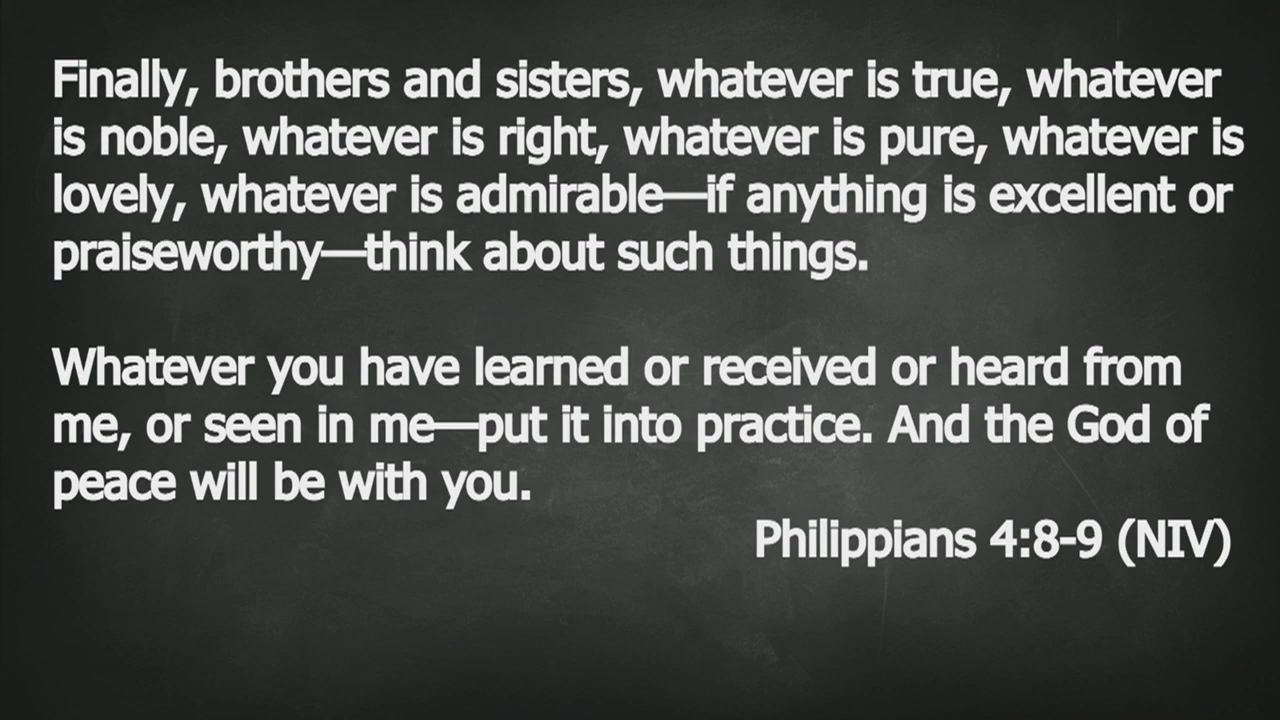 Finally, brothers and sisters, whatever is true, whatever
is noble, whatever is right, whatever is pure, whatever is
lovely, whatever is admirable—if anything is excellent or
praiseworthy—think about such things.
Whatever you have learned or received or heard from
me, or seen in me—put it into practice. And the God of
peace will be with you.
Philippians 4:8-9 (NIV)